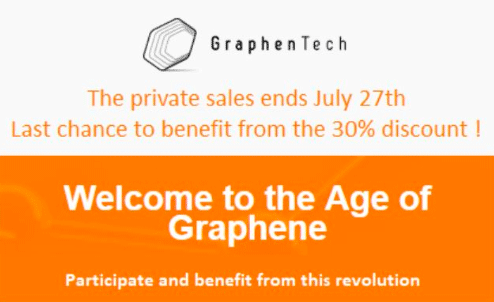 GraphenTech
The private sales ends July 27th
Last chance to benefit from the 30% discount !
Welcome to the Age of
Graphene
Participate and benefit from this revolution